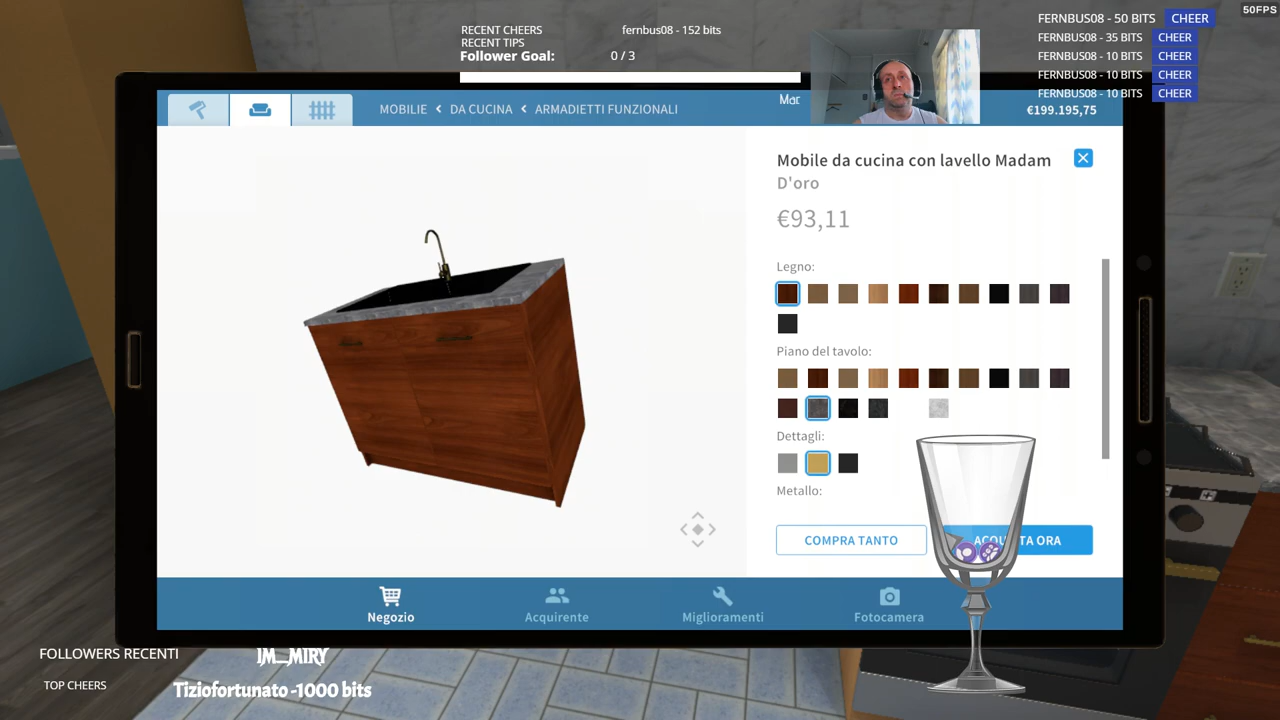 50FPS
RECENT CHEERS fernbus08 - 152 bits
RECENT TIPS
Follower Goal: 0 / 3
FERNBUS08 - 50 BITS CHEER
FERNBUS08 - 35 BITS CHEER
FERNBUS08 - 10 BITS CHEER
FERNBUS08 - 10 BITS CHEER
FERNBUS08 - 10 BITS CHEER
MOBILIE < DA CUCINA < ARMADIETTI FUNZIONALI
Mar
€199.195,75
Mobile da cucina con lavello Madam
D'oro
€93,11
Legno:
Piano del tavolo:
Dettagli:
Metallo:
COMPRA TANTO
Negozio
Acquirente
Miglioramenti
Fotocamera
FOLLOWERS RECENTI IM_MIRY
TOP CHEERS Tiziofortunato -1000 bits